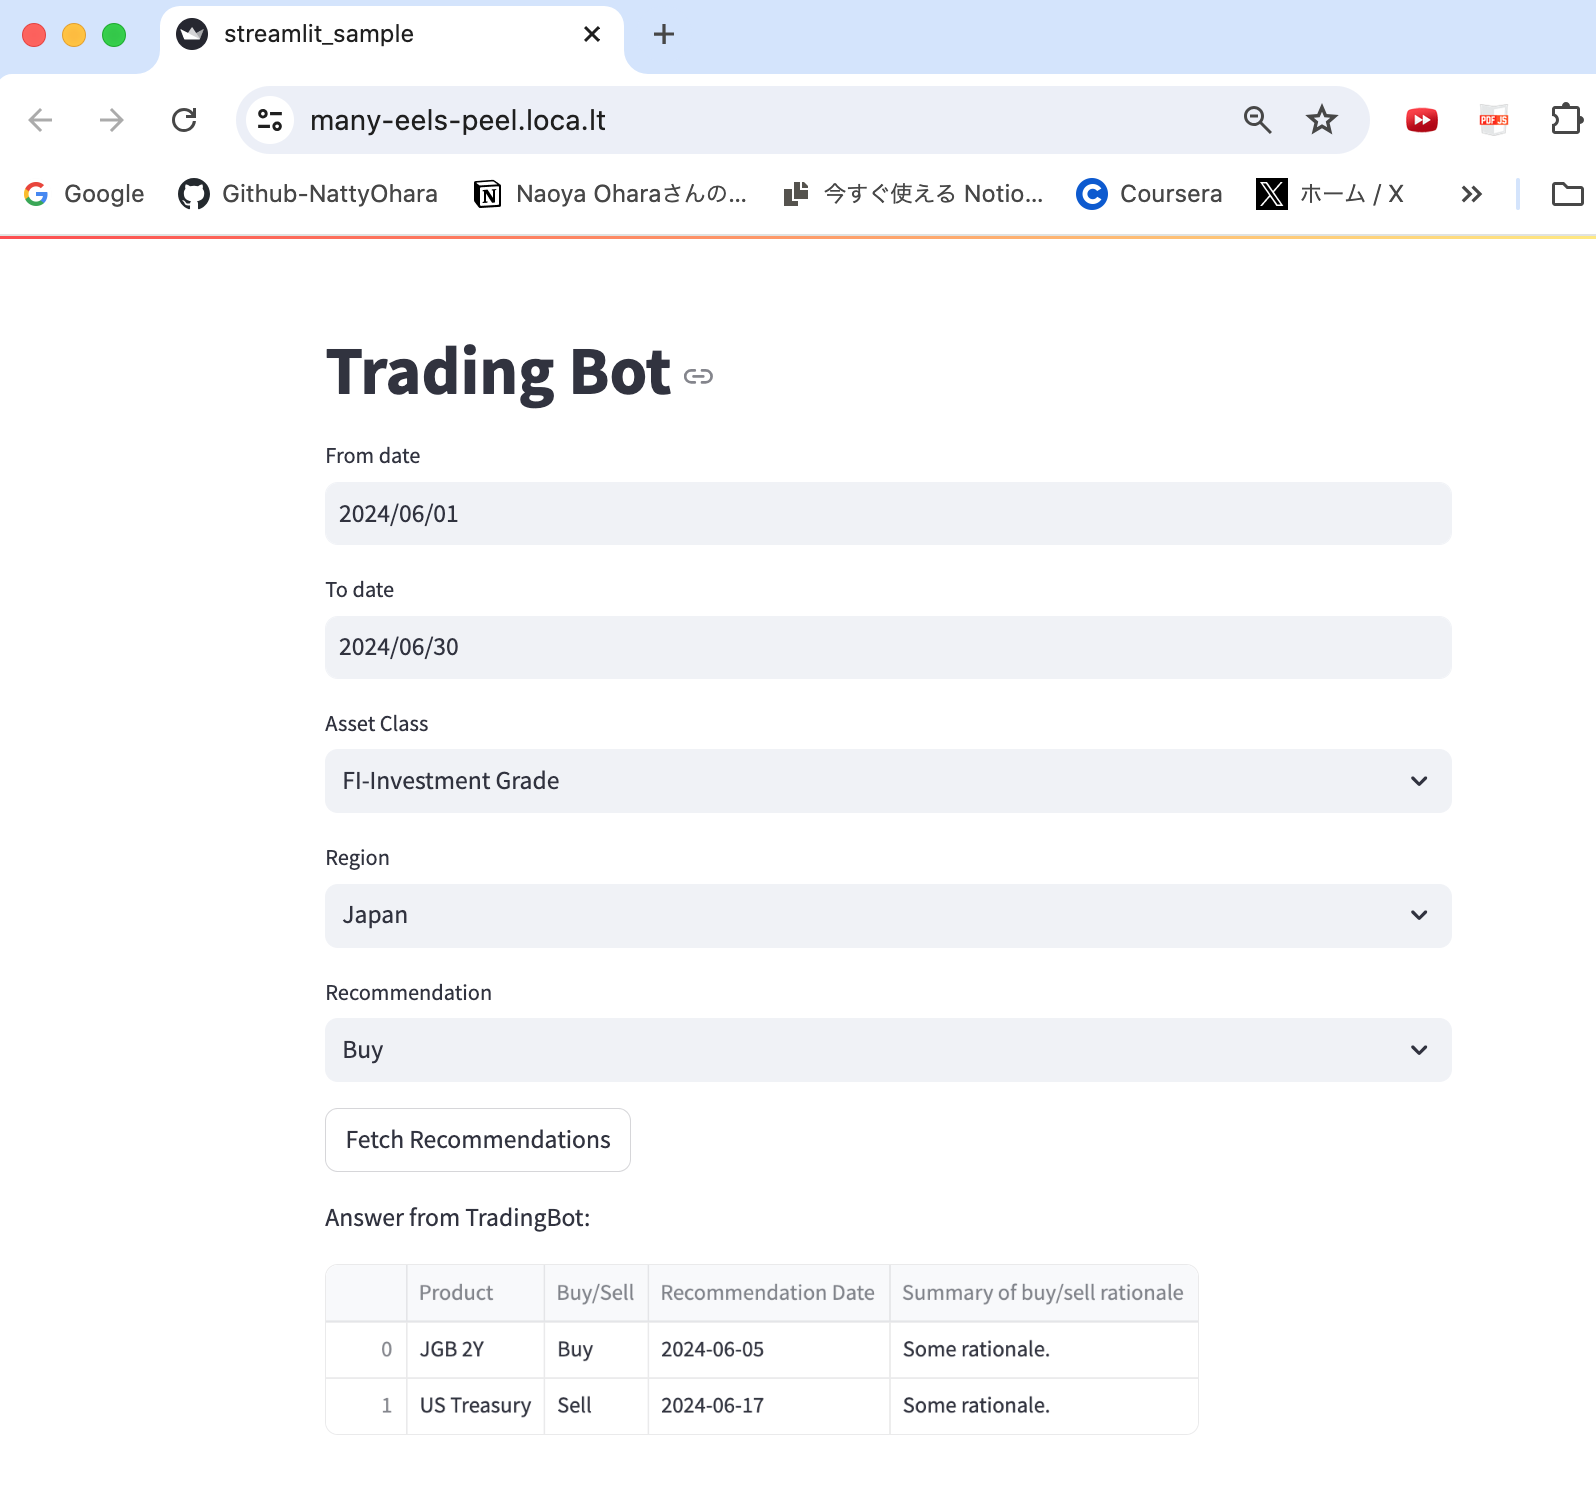 streamlit_sample
many-eels-peel.loca.lt
PDF JS
Google Github-NattyOhara Naoya Oharaさんの... 今すぐ使える Notio... Coursera ホーム / X
Trading Bot
From date
2024/06/01
To date
2024/06/30
Asset Class
FI-Investment Grade
Region
Japan
Recommendation
Buy
Fetch Recommendations
Answer from TradingBot:
Product Buy/Sell Recommendation Date Summary of buy/sell rationale
0 JGB 2Y Buy 2024-06-05 Some rationale.
1 US Treasury Sell 2024-06-17 Some rationale.